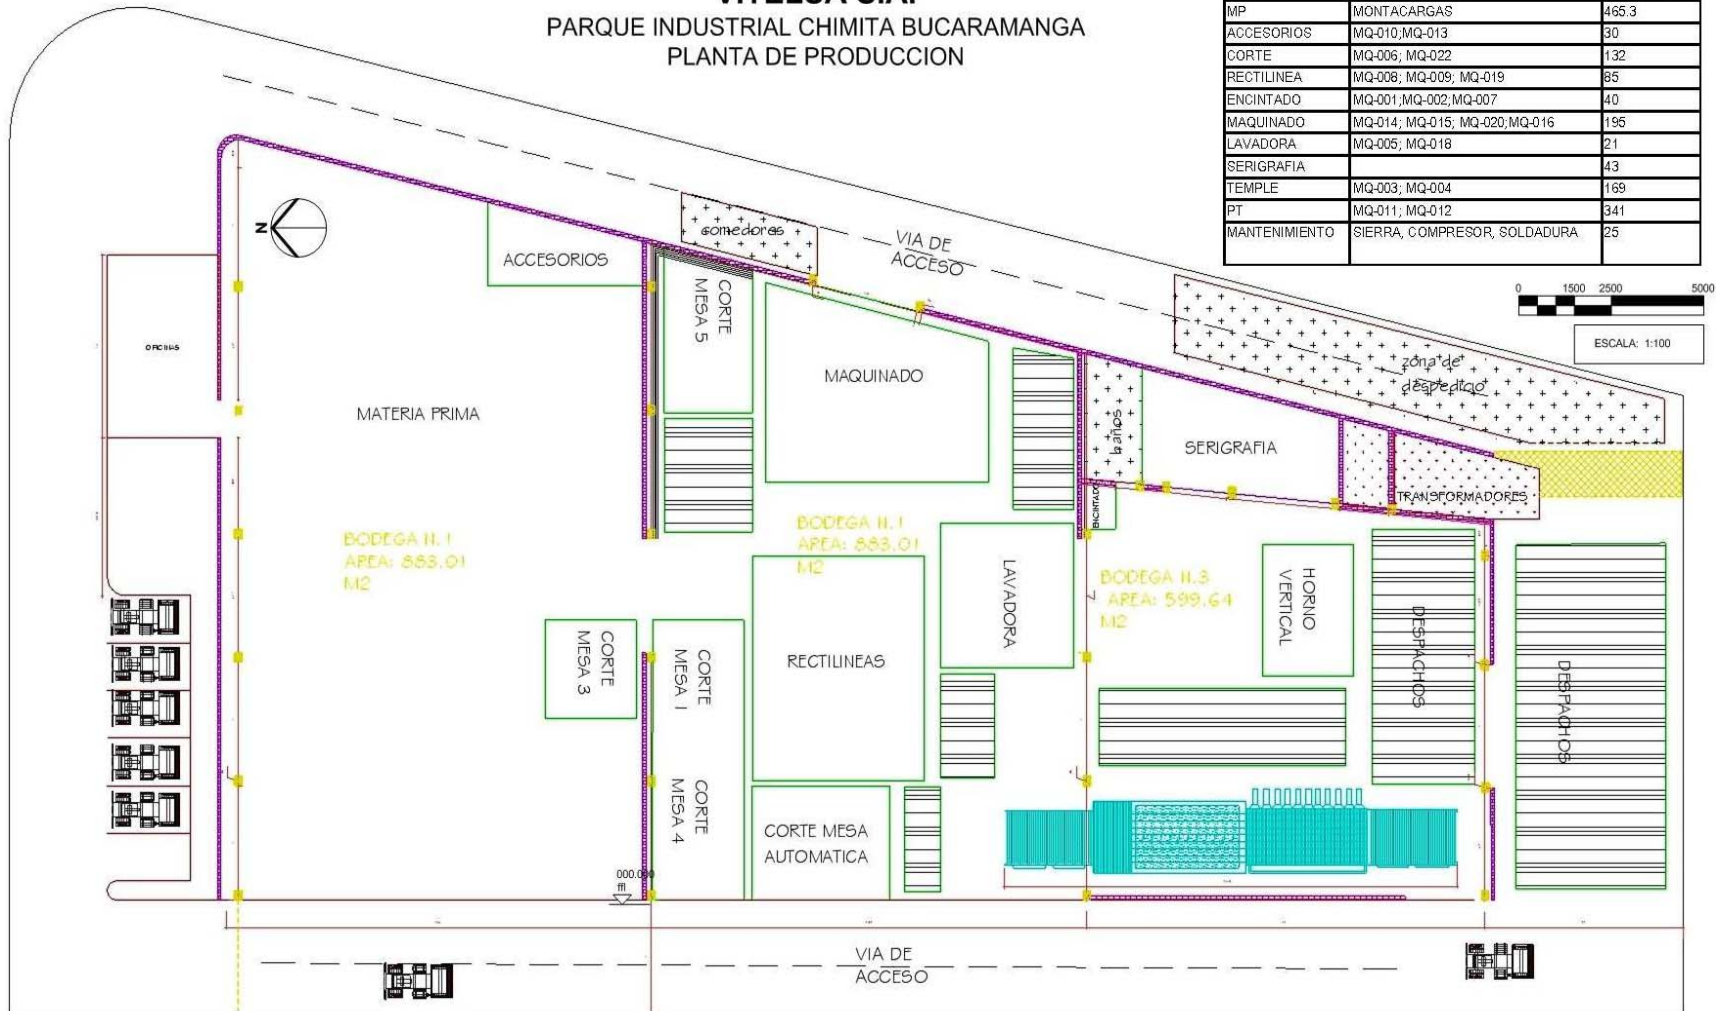 PARQUE INDUSTRIAL CHIMITA BUCARAMANGA
PLANTA DE PRODUCCION
MP MONTACARGAS 465.3
ACCESORIOS MQ-010;MQ-013 30
CORTE MQ-006; MQ-022 132
RECTILINEA MQ-008; MQ-009; MQ-019 85
ENCINTADO MQ-001;MQ-002;MQ-007 40
MAQUINADO MQ-014; MQ-015; MQ-020;MQ-016 195
LAVADORA MQ-005; MQ-018 21
SERIGRAFIA 43
TEMPLE MQ-003; MQ-004 169
PT MQ-011; MQ-012 341
MANTENIMIENTO SIERRA, COMPRESOR, SOLDADURA 25
0 1500 2500 5000
ESCALA: 1:100
N
comedoras
VIA DE
ACCESO
ACCESORIOS
CORTE
MESA 5
OFICINAS
MATERIA PRIMA
MAQUINADO
zona de
despedicio
baños
SERIGRAFIA
TRANSFORMADORES
ENCINTADO
BODEGA N.1
AREA: 883.01
M2
BODEGA N.1
AREA: 883.01
M2
LAVADORA
BODEGA N.3
AREA: 599.64
M2
HORNO
VERTICAL
DESPACHOS
DESPACHOS
CORTE
MESA 3
CORTE
MESA 1
RECTILINEAS
CORTE
MESA 4
CORTE MESA
AUTOMATICA
000.000
ffl
VIA DE
ACCESO